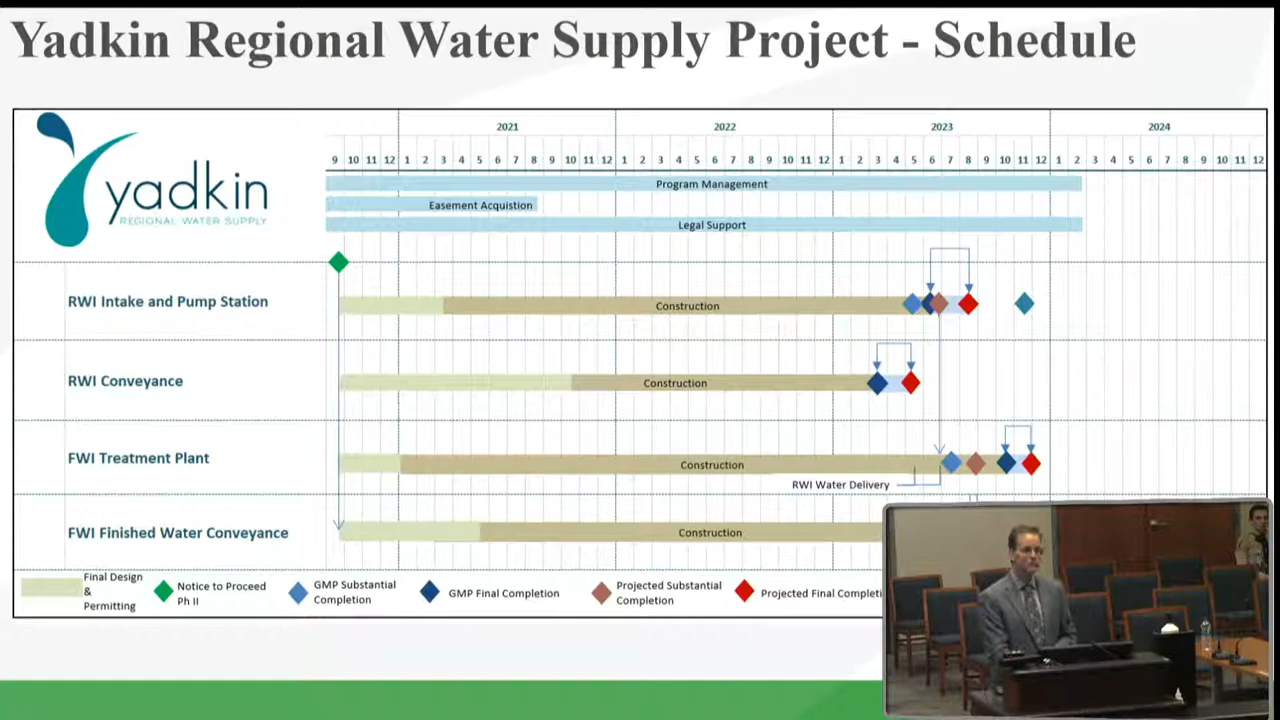 Yadkin Regional Water Supply Project - Schedule
yadkin
REGIONAL WATER SUPPLY
2021 2022 2023 2024
9 10 11 12 1 2 3 4 5 6 7 8 9 10 11 12 1 2 3 4 5 6 7 8 9 10 11 12 1 2 3 4 5 6 7 8 9 10 11 12 1 2 3 4 5 6 7 8 9 10 11 12
Program Management
Easement Acquistion
Legal Support
RWI Intake and Pump Station
Construction
RWI Conveyance
Construction
FWI Treatment Plant
Construction
RWI Water Delivery
FWI Finished Water Conveyance
Construction
Final Design
&
Permitting
Notice to Proceed
Ph II
GMP Substantial
Completion
GMP Final Completion
Projected Substantial
Completion
Projected Final Completi